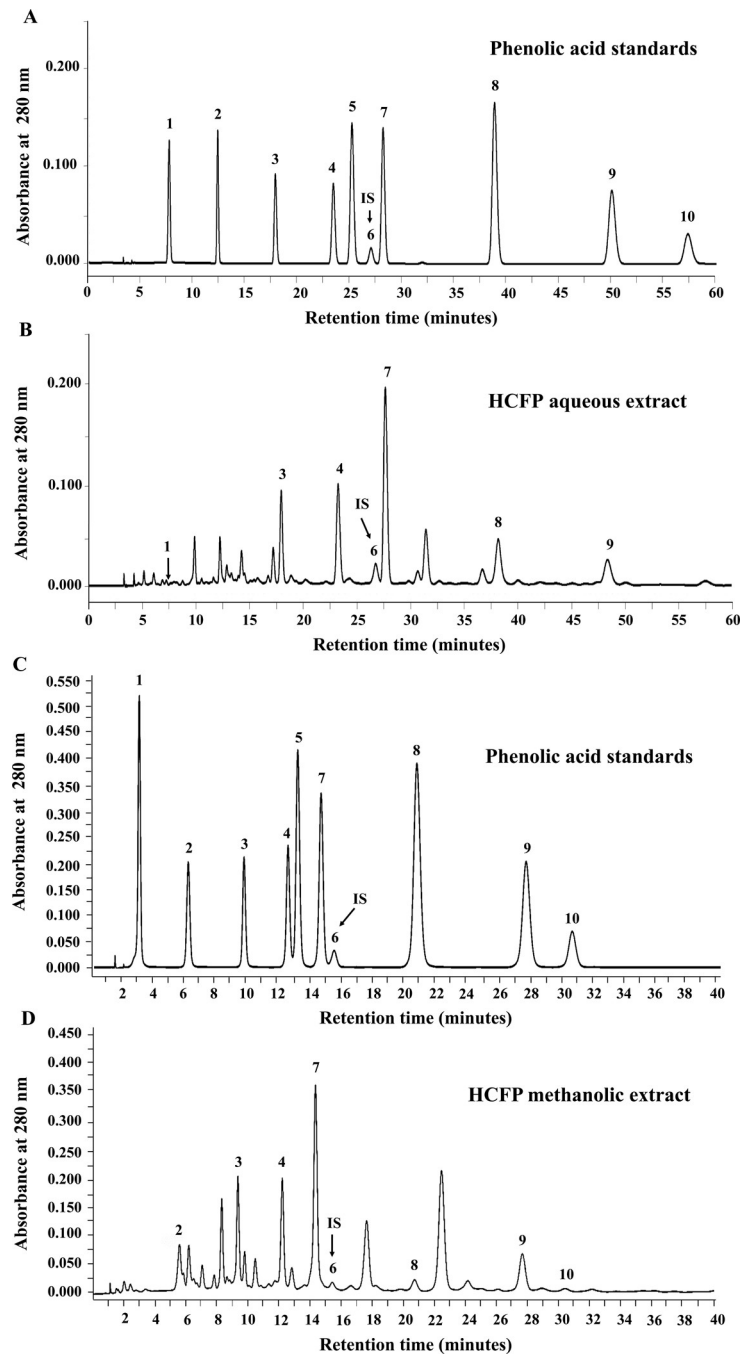 A
Phenolic acid standards
Absorbance at 280 nm
0.200
0.100
0.000
1
2
3
4
5
IS
6
7
8
9
10
0 5 10 15 20 25 30 35 40 45 50 55 60
Retention time (minutes)
B
HCFP aqueous extract
Absorbance at 280 nm
0.200
0.100
0.000
1
3
4
IS
6
7
8
9
0 5 10 15 20 25 30 35 40 45 50 55 60
Retention time (minutes)
C
Phenolic acid standards
Absorbance at 280 nm
0.550
0.500
0.450
0.400
0.350
0.300
0.250
0.200
0.150
0.100
0.050
0.000
1
2
3
4
5
7
IS
6
8
9
10
2 4 6 8 10 12 14 16 18 20 21 24 26 28 30 32 34 36 38 40
Retention time (minutes)
D
HCFP methanolic extract
Absorbance at 280 nm
0.450
0.400
0.350
0.300
0.250
0.200
0.150
0.100
0.050
0.000
2
3
4
7
IS
6
8
9
10
2 4 6 8 10 12 14 16 18 20 21 24 26 28 30 32 34 36 38 40
Retention time (minutes)